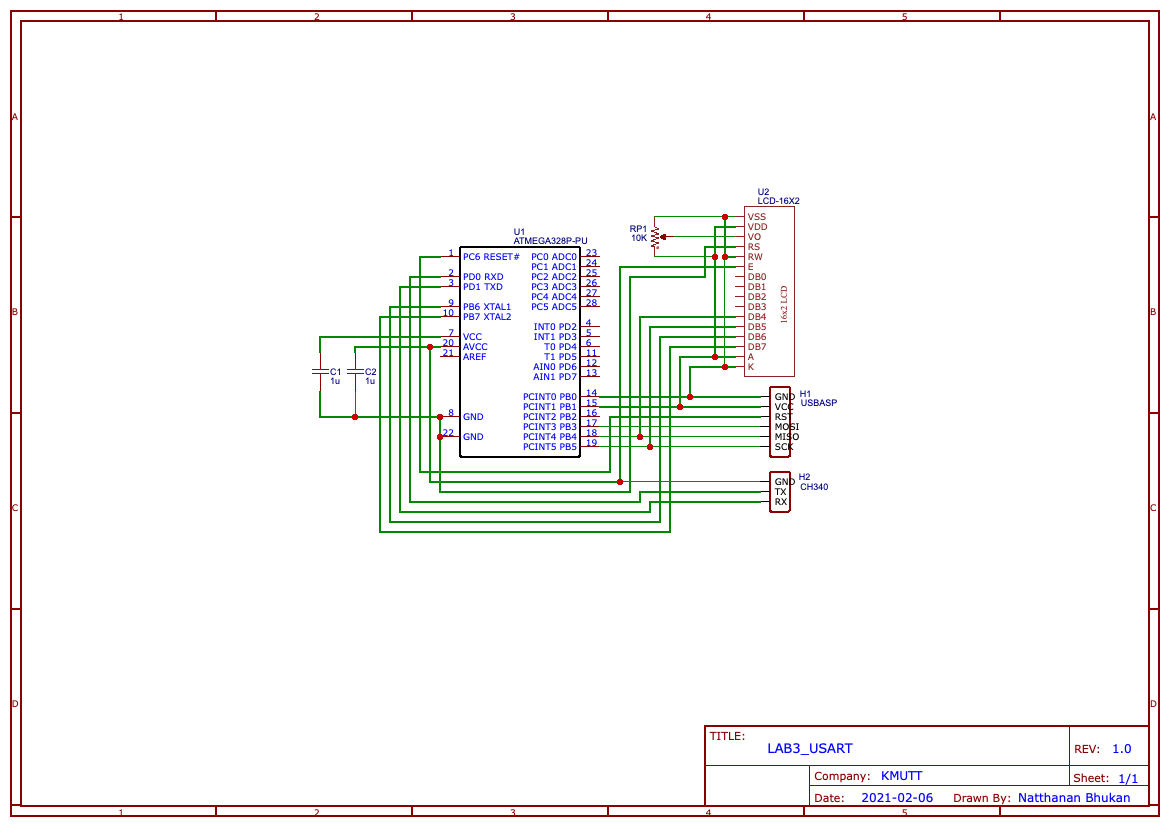 1 2 3 4 5
A A
B B
C C
D D
U2
LCD-16X2
VSS
VDD
VO
RS
RW
E
DB0
DB1
DB2
DB3
DB4
DB5
DB6
DB7
A
K
16x2 LCD
RP1
10K
U1
ATMEGA328P-PU
1 PC6 RESET# PC0 ADC0 23
PC1 ADC1 24
2 PD0 RXD PC2 ADC2 25
3 PD1 TXD PC3 ADC3 26
PC4 ADC4 27
9 PB6 XTAL1 PC5 ADC5 28
10 PB7 XTAL2
INT0 PD2 4
7 VCC INT1 PD3 5
20 AVCC T0 PD4 6
21 AREF T1 PD5 11
AIN0 PD6 12
AIN1 PD7 13
PCINT0 PB0 14
PCINT1 PB1 15
8 GND PCINT2 PB2 16
PCINT3 PB3 17
22 GND PCINT4 PB4 18
PCINT5 PB5 19
C1
1u
C2
1u
H1
USBASP
GND
VCC
RST
MOSI
MISO
SCK
H2
CH340
GND
TX
RX
TITLE:
LAB3_USART
REV: 1.0
Company: KMUTT
Sheet: 1/1
Date: 2021-02-06 Drawn By: Natthanan Bhukan
1 2 3 4 5